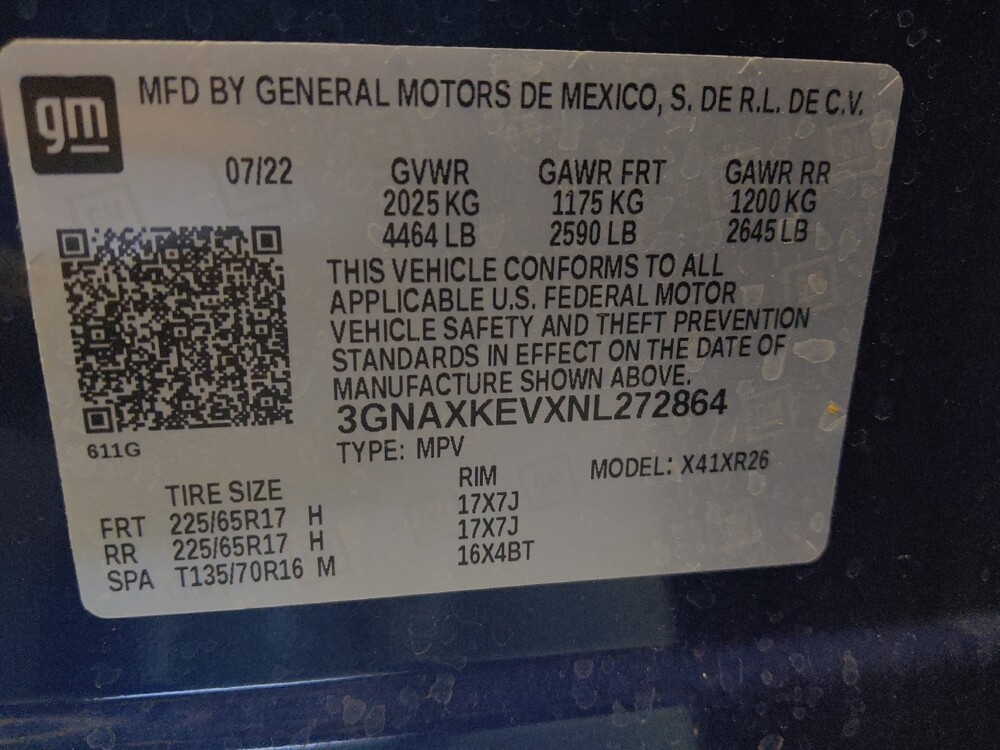 gm
MFD BY GENERAL MOTORS DE MEXICO, S. DE R.L. DE C.V.
07/22 GVWR GAWR FRT GAWR RR
2025 KG 1175 KG 1200 KG
4464 LB 2590 LB 2645 LB
THIS VEHICLE CONFORMS TO ALL
APPLICABLE U.S. FEDERAL MOTOR
VEHICLE SAFETY AND THEFT PREVENTION
STANDARDS IN EFFECT ON THE DATE OF
MANUFACTURE SHOWN ABOVE.
3GNAXKEVXNL272864
611G
TYPE: MPV MODEL: X41XR26
TIRE SIZE RIM
FRT 225/65R17 H 17X7J
RR 225/65R17 H 17X7J
SPA T135/70R16 M 16X4BT